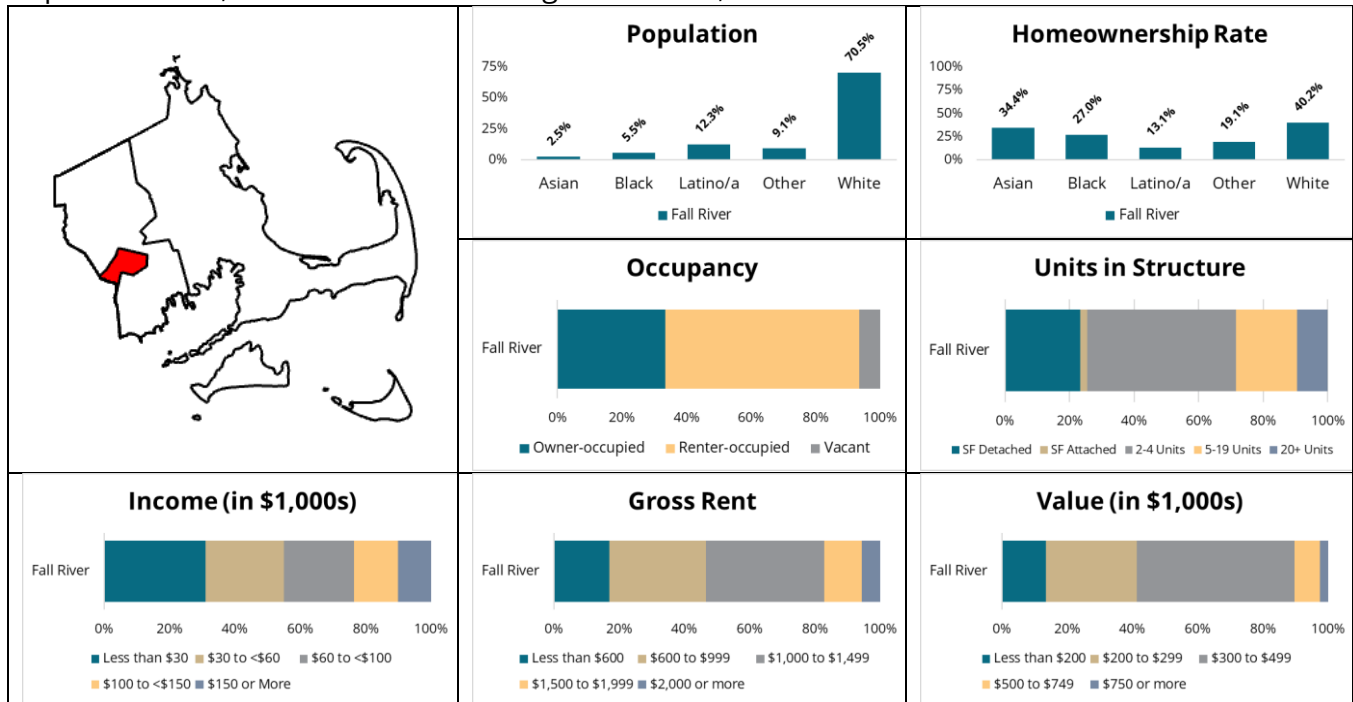 Population
70.5%
75%
50%
25%
0%
2.5%
5.5%
12.3%
9.1%
Asian Black Latino/a Other White
Fall River
Homeownership Rate
100%
75%
50%
25%
0%
34.4%
27.0%
13.1%
19.1%
40.2%
Asian Black Latino/a Other White
Fall River
Occupancy
Fall River
0% 20% 40% 60% 80% 100%
Owner-occupied Renter-occupied Vacant
Units in Structure
Fall River
0% 20% 40% 60% 80% 100%
SF Detached SF Attached 2-4 Units 5-19 Units 20+ Units
Income (in $1,000s)
Fall River
0% 20% 40% 60% 80% 100%
Less than $30 $30 to <$60 $60 to <$100
$100 to <$150 $150 or More
Gross Rent
Fall River
0% 20% 40% 60% 80% 100%
Less than $600 $600 to $999 $1,000 to $1,499
$1,500 to $1,999 $2,000 or more
Value (in $1,000s)
Fall River
0% 20% 40% 60% 80% 100%
Less than $200 $200 to $299 $300 to $499
$500 to $749 $750 or more